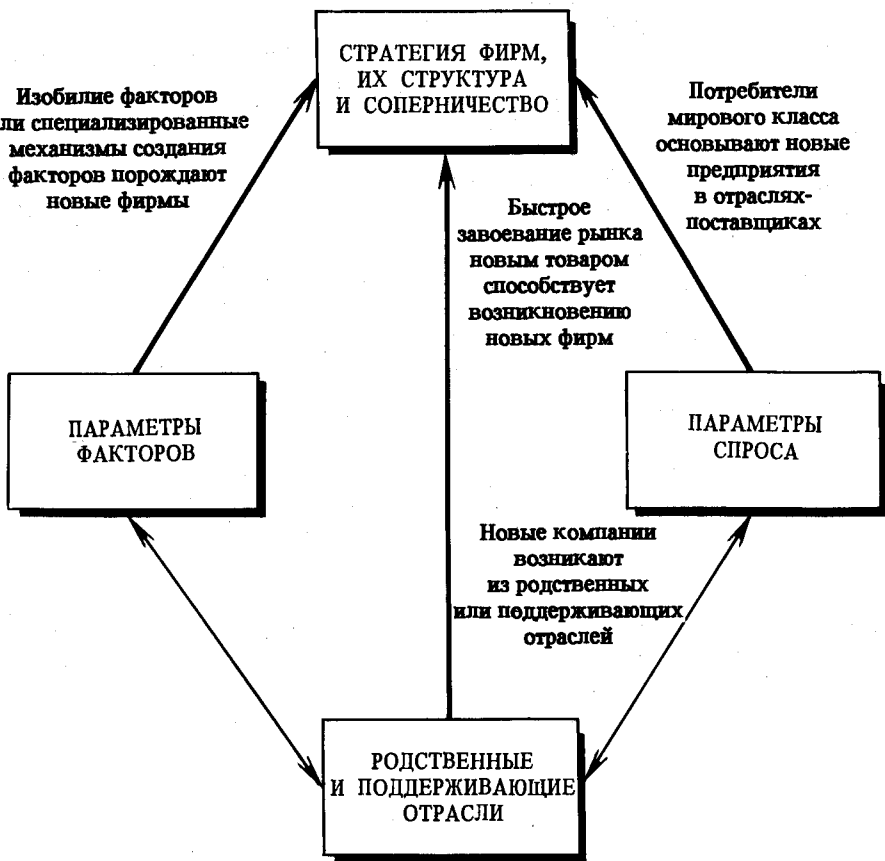 СТРАТЕГИЯ ФИРМ,
ИХ СТРУКТУРА
И СОПЕРНИЧЕСТВО
Изобилие факторов
ли специализированные
механизмы создания
факторов порождают
новые фирмы
Потребители
мирового класса
основывают новые
предприятия
в отраслях-
поставщиках
Быстрое
завоевание рынка
новым товаром
способствует
возникновению
новых фирм
ПАРАМЕТРЫ
ФАКТОРОВ
ПАРАМЕТРЫ
СПРОСА
Новые компании
возникают
из родственных
или поддерживающих
отраслей
РОДСТВЕННЫЕ
И ПОДДЕРЖИВАЮЩИЕ
ОТРАСЛИ